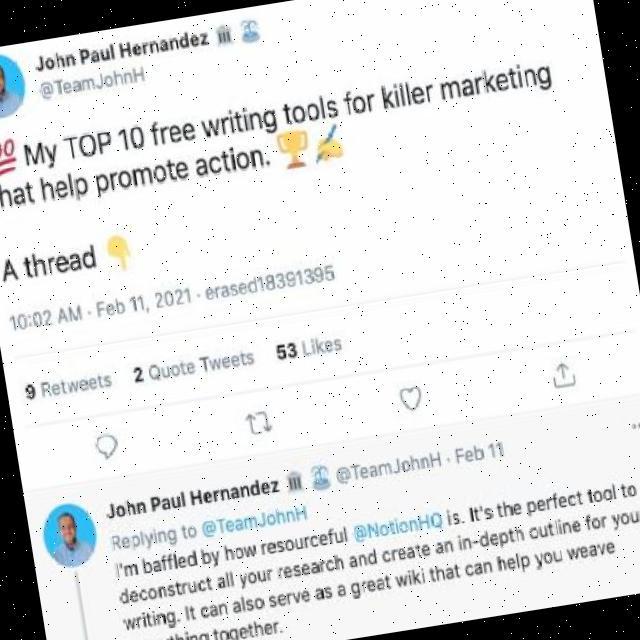 John Paul Hernandez 🏛 🏖
@TeamJohnH
💯 My TOP 10 free writing tools for killer marketing
hat help promote action. 🏆✍
A thread 👇
10:02 AM · Feb 11, 2021 · erased18391395
9 Retweets 2 Quote Tweets 53 Likes
John Paul Hernandez 🏛 🏖 @TeamJohnH · Feb 11
Replying to @TeamJohnH
I'm baffled by how resourceful @NotionHQ is. It's the perfect tool to
deconstruct all your research and create an in-depth outline for you
writing. It can also serve as a great wiki that can help you weave
thing together.